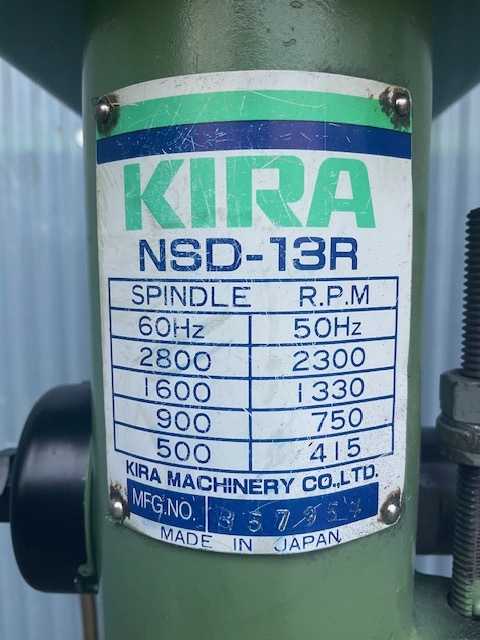 KIRA
NSD-13R
SPINDLE R.P.M
60Hz 50Hz
2800 2300
1600 1330
900 750
500 415
KIRA MACHINERY CO.,LTD.
MFG.NO.
MADE IN JAPAN